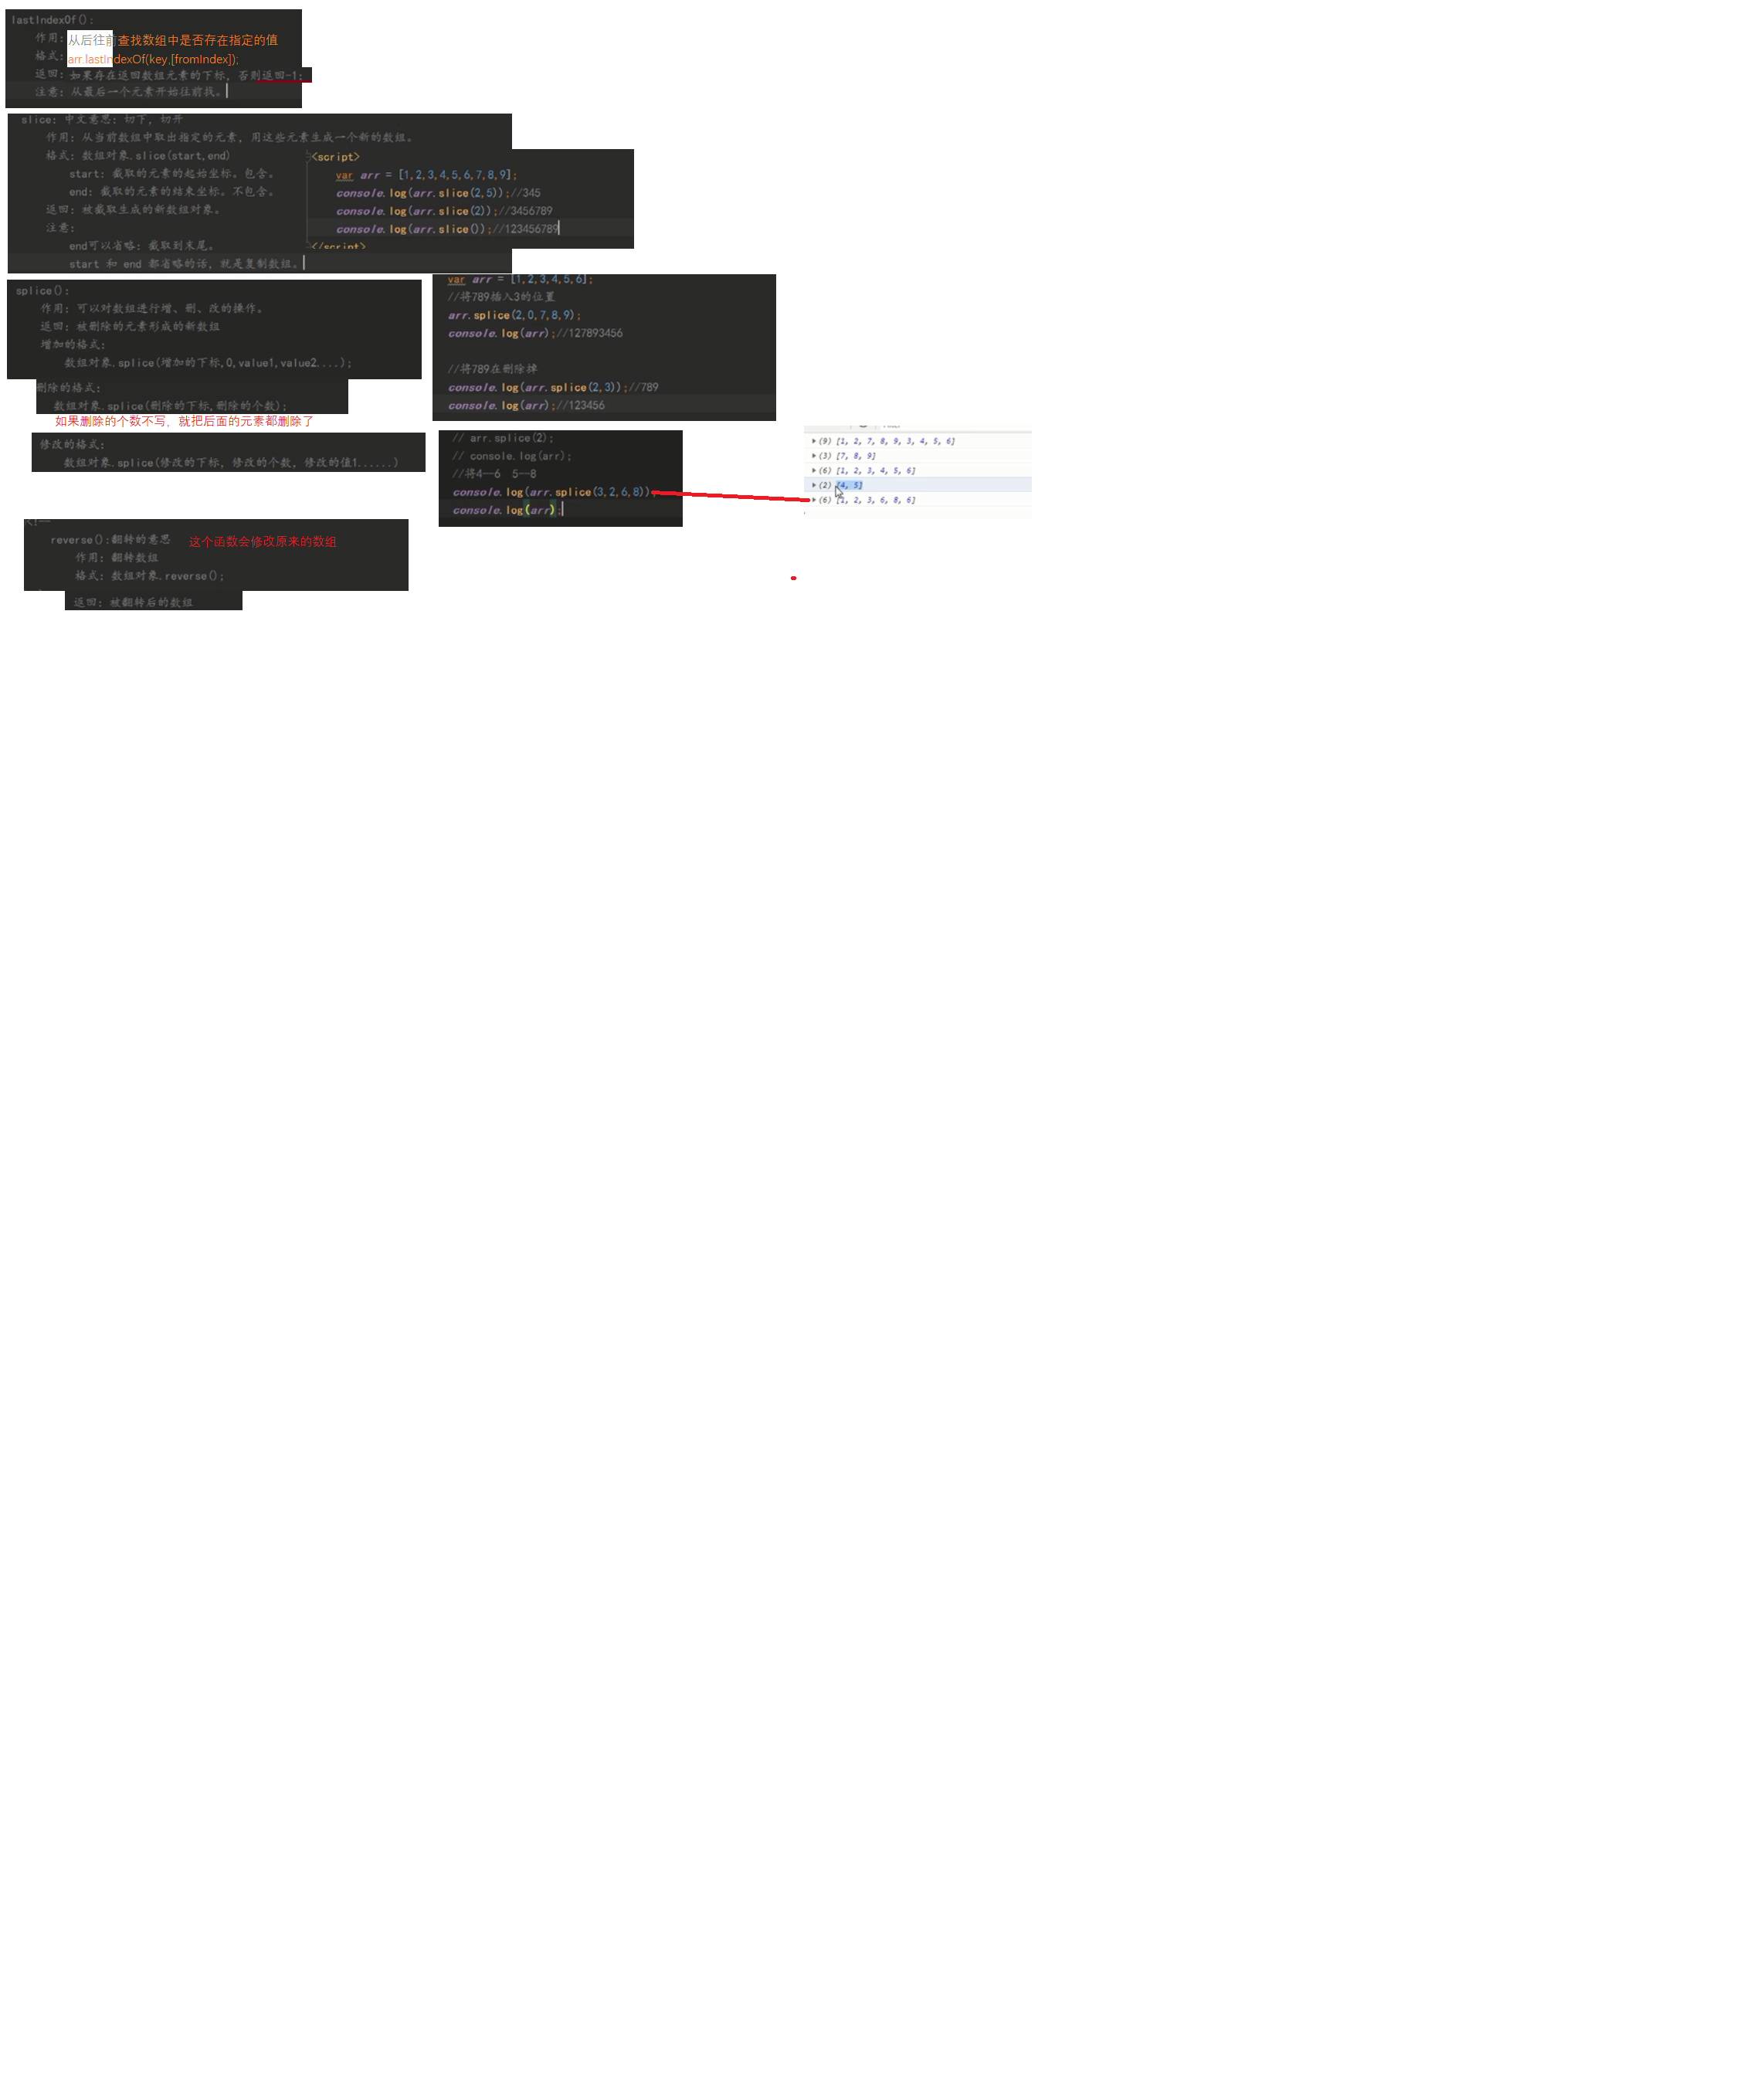 lastIndexOf():
作用: 从后往前查找数组中是否存在指定的值
格式: arr.lastIndexOf(key,[fromIndex]);
返回: 如果存在返回数组元素的下标, 否则返回-1;
注意: 从最后一个元素开始往前找。
slice: 中文意思: 切下, 切开
作用: 从当前数组中取出指定的元素, 用这些元素生成一个新的数组。
格式: 数组对象.slice(start,end)
start: 截取的元素的起始坐标。包含。
end: 截取的元素的结束坐标。不包含。
返回: 被截取生成的新数组对象。
注意:
end可以省略: 截取到末尾。
start 和 end 都省略的话, 就是复制数组。
<script>
var arr = [1,2,3,4,5,6,7,8,9];
console.log(arr.slice(2,5));//345
console.log(arr.slice(2));//3456789
console.log(arr.slice());//123456789
</script>
splice():
作用: 可以对数组进行增、删、改的操作。
返回: 被删除的元素形成的新数组
增加的格式:
数组对象.splice(增加的下标,0,value1,value2....);
删除的格式:
数组对象.splice(删除的下标,删除的个数);
如果删除的个数不写，就把后面的元素都删除了
修改的格式:
数组对象.splice(修改的下标, 修改的个数, 修改的值1......)
var arr = [1,2,3,4,5,6];
//将789插入3的位置
arr.splice(2,0,7,8,9);
console.log(arr);//127893456
//将789在删除掉
console.log(arr.splice(2,3));//789
console.log(arr);//123456
// arr.splice(2);
// console.log(arr);
//将4--6 5--8
console.log(arr.splice(3,2,6,8))
console.log(arr);
(9) [1, 2, 7, 8, 9, 3, 4, 5, 6]
(3) [7, 8, 9]
(6) [1, 2, 3, 4, 5, 6]
(2) [4, 5]
(6) [1, 2, 3, 6, 8, 6]
<!--
reverse():翻转的意思 这个函数会修改原来的数组
作用: 翻转数组
格式: 数组对象.reverse();
返回: 被翻转后的数组